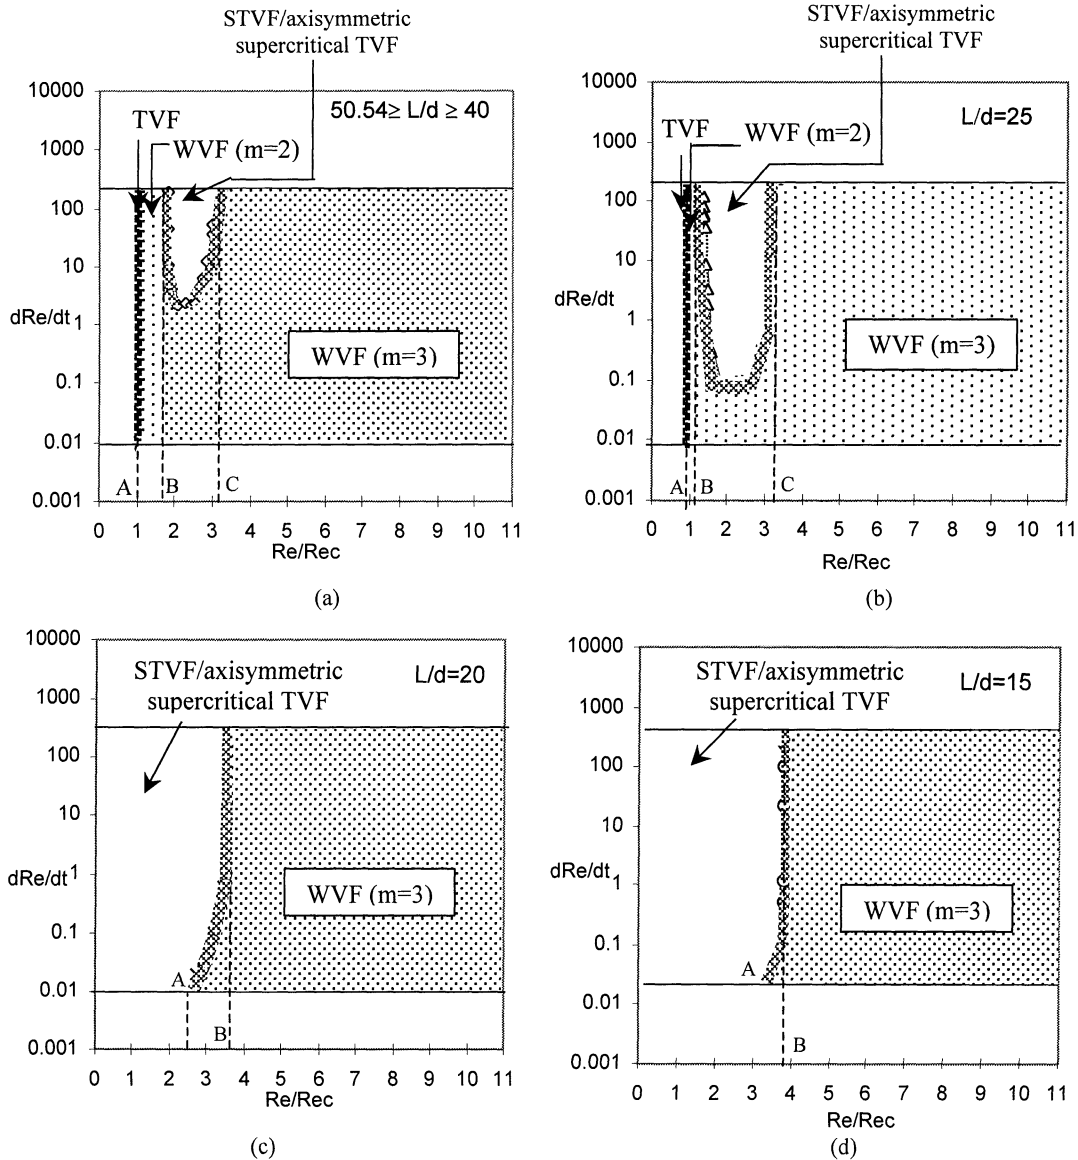 STVF/axisymmetric
supercritical TVF
10000
1000
100
10
dRe/dt 1
0.1
0.01
0.001
TVF
50.54≥ L/d ≥ 40
WVF (m=2)
WVF (m=3)
A
B
C
0 1 2 3 4 5 6 7 8 9 10 11
Re/Rec
(a)
STVF/axisymmetric
supercritical TVF
10000
1000
100
10
dRe/dt 1
0.1
0.01
0.001
TVF
WVF (m=2)
L/d=25
WVF (m=3)
A
B
C
0 1 2 3 4 5 6 7 8 9 10 11
Re/Rec
(b)
10000
1000
100
10
dRe/dt 1
0.1
0.01
0.001
STVF/axisymmetric
supercritical TVF
L/d=20
WVF (m=3)
A
B
0 1 2 3 4 5 6 7 8 9 10 11
Re/Rec
(c)
10000
1000
100
10
dRe/dt 1
0.1
0.01
0.001
STVF/axisymmetric
supercritical TVF
L/d=15
WVF (m=3)
A
B
0 1 2 3 4 5 6 7 8 9 10 11
Re/Rec
(d)